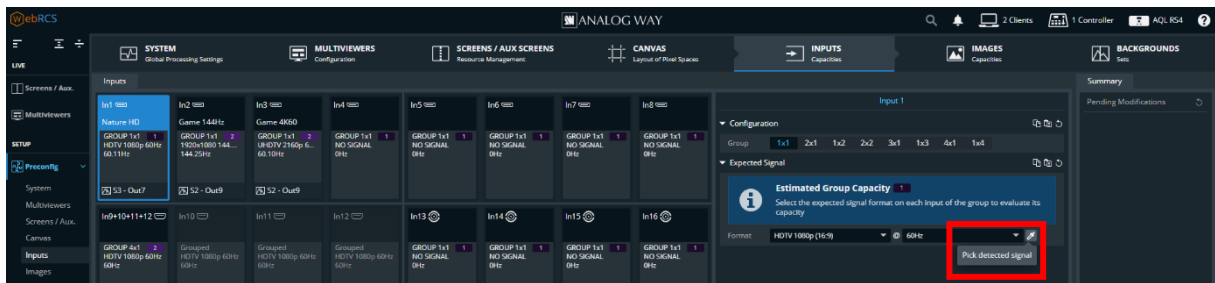 WebRCS
ANALOG WAY
2 Clients
1 Controller
AQL RS4
LIVE
Screens / Aux.
Multiviewers
SETUP
Preconfig
System
Multiviewers
Screens / Aux.
Canvas
Inputs
Images
SYSTEM
Global Processing Settings
MULTIVIEWERS
Configuration
SCREENS / AUX SCREENS
Resource Management
CANVAS
Layout of Pixel Spaces
INPUTS
Capacities
IMAGES
Capacities
BACKGROUNDS
Sets
Inputs
In1
Nature HD
GROUP 1x1 1
HDTV 1080p 60Hz
60.11Hz
S3 - Out7
In2
Game 144Hz
GROUP 1x1 2
1920x1080 144....
144.25Hz
S2 - Out9
In3
Game 4K60
GROUP 1x1 2
UHDTV 2160p 6...
60.10Hz
S2 - Out9
In4
GROUP 1x1 1
NO SIGNAL
0Hz
In5
GROUP 1x1 1
NO SIGNAL
0Hz
In6
GROUP 1x1 1
NO SIGNAL
0Hz
In7
GROUP 1x1 1
NO SIGNAL
0Hz
In8
GROUP 1x1 1
NO SIGNAL
0Hz
In9+10+11+12
GROUP 4x1 2
HDTV 1080p 60Hz
60Hz
In10
Grouped
HDTV 1080p 60Hz
60Hz
In11
Grouped
HDTV 1080p 60Hz
60Hz
In12
Grouped
HDTV 1080p 60Hz
60Hz
In13
GROUP 1x1 1
NO SIGNAL
0Hz
In14
GROUP 1x1 1
NO SIGNAL
0Hz
In15
GROUP 1x1 1
NO SIGNAL
0Hz
In16
GROUP 1x1 1
NO SIGNAL
0Hz
Input 1
Configuration
Group 1x1 2x1 1x2 2x2 3x1 1x3 4x1 1x4
Expected Signal
Estimated Group Capacity 1
Select the expected signal format on each input of the group to evaluate its
capacity
Format HDTV 1080p (16:9) @ 60Hz
Pick detected signal
Summary
Pending Modifications